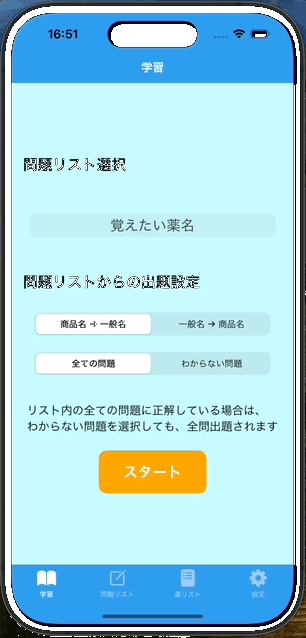 16:51
学習
問題リスト選択
覚えたい薬名
問題リストからの出題設定
商品名 → 一般名
一般名 → 商品名
全ての問題
わからない問題
リスト内の全ての問題に正解している場合は、
わからない問題を選択しても、全問出題されます
スタート
学習
問題リスト
薬リスト
設定